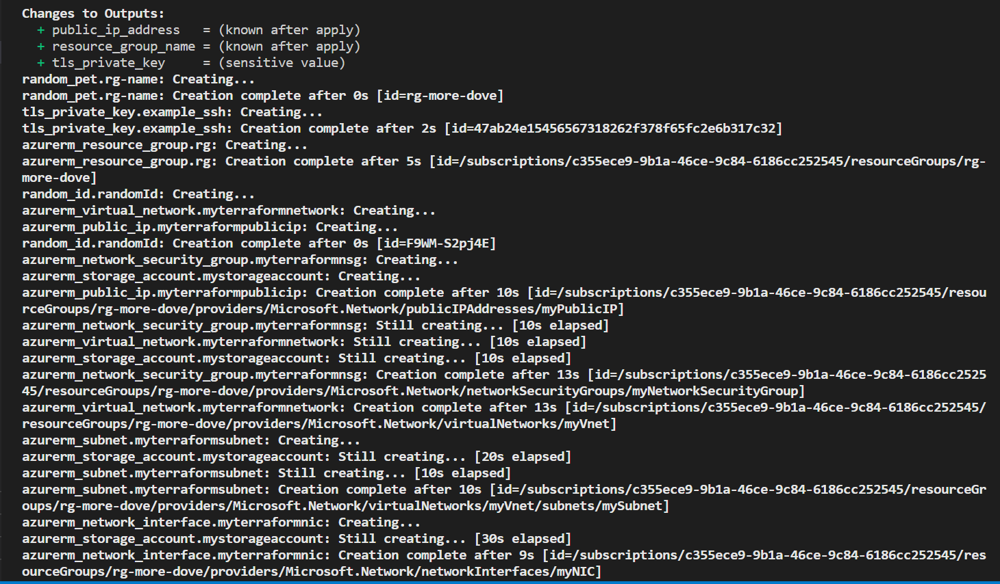 Changes to Outputs:
  + public_ip_address   = (known after apply)
  + resource_group_name = (known after apply)
  + tls_private_key     = (sensitive value)
random_pet.rg-name: Creating...
random_pet.rg-name: Creation complete after 0s [id=rg-more-dove]
tls_private_key.example_ssh: Creating...
tls_private_key.example_ssh: Creation complete after 2s [id=47ab24e15456567318262f378f65fc2e6b317c32]
azurerm_resource_group.rg: Creating...
azurerm_resource_group.rg: Creation complete after 5s [id=/subscriptions/c355ece9-9b1a-46ce-9c84-6186cc252545/resourceGroups/rg-
more-dove]
random_id.randomId: Creating...
azurerm_virtual_network.myterraformnetwork: Creating...
azurerm_public_ip.myterraformpublicip: Creating...
random_id.randomId: Creation complete after 0s [id=F9WM-S2pj4E]
azurerm_network_security_group.myterraformnsg: Creating...
azurerm_storage_account.mystorageaccount: Creating...
azurerm_public_ip.myterraformpublicip: Creation complete after 10s [id=/subscriptions/c355ece9-9b1a-46ce-9c84-6186cc252545/resou
rceGroups/rg-more-dove/providers/Microsoft.Network/publicIPAddresses/myPublicIP]
azurerm_network_security_group.myterraformnsg: Still creating... [10s elapsed]
azurerm_virtual_network.myterraformnetwork: Still creating... [10s elapsed]
azurerm_storage_account.mystorageaccount: Still creating... [10s elapsed]
azurerm_network_security_group.myterraformnsg: Creation complete after 13s [id=/subscriptions/c355ece9-9b1a-46ce-9c84-6186cc2525
45/resourceGroups/rg-more-dove/providers/Microsoft.Network/networkSecurityGroups/myNetworkSecurityGroup]
azurerm_virtual_network.myterraformnetwork: Creation complete after 13s [id=/subscriptions/c355ece9-9b1a-46ce-9c84-6186cc252545/
resourceGroups/rg-more-dove/providers/Microsoft.Network/virtualNetworks/myVnet]
azurerm_subnet.myterraformsubnet: Creating...
azurerm_storage_account.mystorageaccount: Still creating... [20s elapsed]
azurerm_subnet.myterraformsubnet: Still creating... [10s elapsed]
azurerm_subnet.myterraformsubnet: Creation complete after 10s [id=/subscriptions/c355ece9-9b1a-46ce-9c84-6186cc252545/resourceGr
oups/rg-more-dove/providers/Microsoft.Network/virtualNetworks/myVnet/subnets/mySubnet]
azurerm_network_interface.myterraformnic: Creating...
azurerm_storage_account.mystorageaccount: Still creating... [30s elapsed]
azurerm_network_interface.myterraformnic: Creation complete after 9s [id=/subscriptions/c355ece9-9b1a-46ce-9c84-6186cc252545/res
ourceGroups/rg-more-dove/providers/Microsoft.Network/networkInterfaces/myNIC]